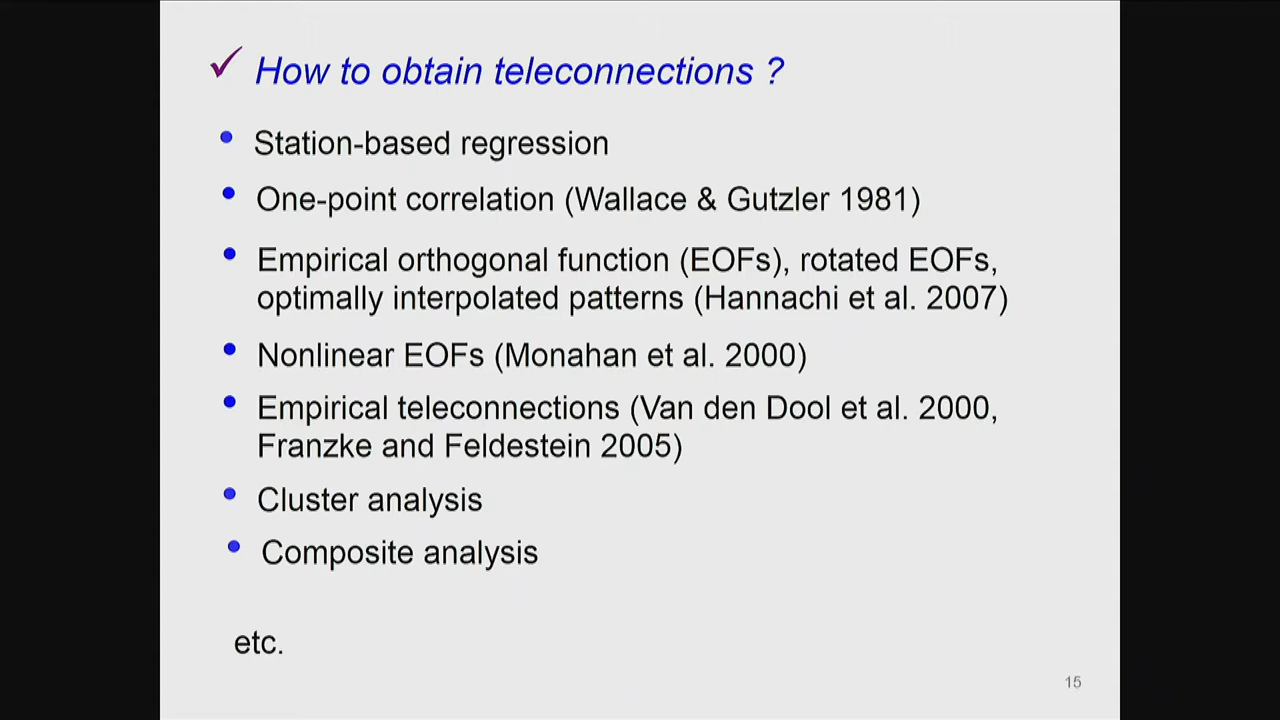 ✓ How to obtain teleconnections ?
• Station-based regression
• One-point correlation (Wallace & Gutzler 1981)
• Empirical orthogonal function (EOFs), rotated EOFs,
optimally interpolated patterns (Hannachi et al. 2007)
• Nonlinear EOFs (Monahan et al. 2000)
• Empirical teleconnections (Van den Dool et al. 2000,
Franzke and Feldestein 2005)
• Cluster analysis
• Composite analysis
etc.
15